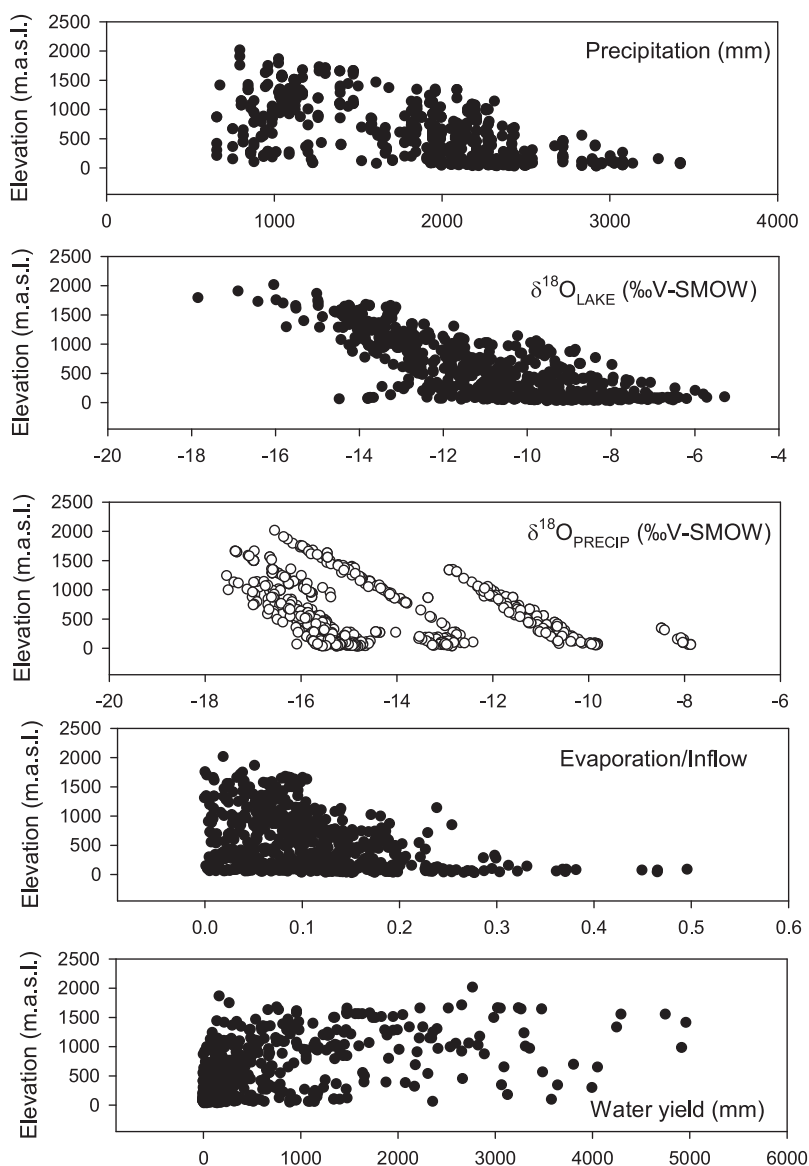 2500
2000
1500
1000
500
0
Elevation (m.a.s.l.)
Precipitation (mm)
0 1000 2000 3000 4000
2500
2000
1500
1000
500
0
Elevation (m.a.s.l.)
δ18OLAKE (‰V-SMOW)
-20 -18 -16 -14 -12 -10 -8 -6 -4
2500
2000
1500
1000
500
0
Elevation (m.a.s.l.)
δ18OPRECIP (‰V-SMOW)
-20 -18 -16 -14 -12 -10 -8 -6
2500
2000
1500
1000
500
0
Elevation (m.a.s.l.)
Evaporation/Inflow
0.0 0.1 0.2 0.3 0.4 0.5 0.6
2500
2000
1500
1000
500
0
Elevation (m.a.s.l.)
Water yield (mm)
0 1000 2000 3000 4000 5000 6000